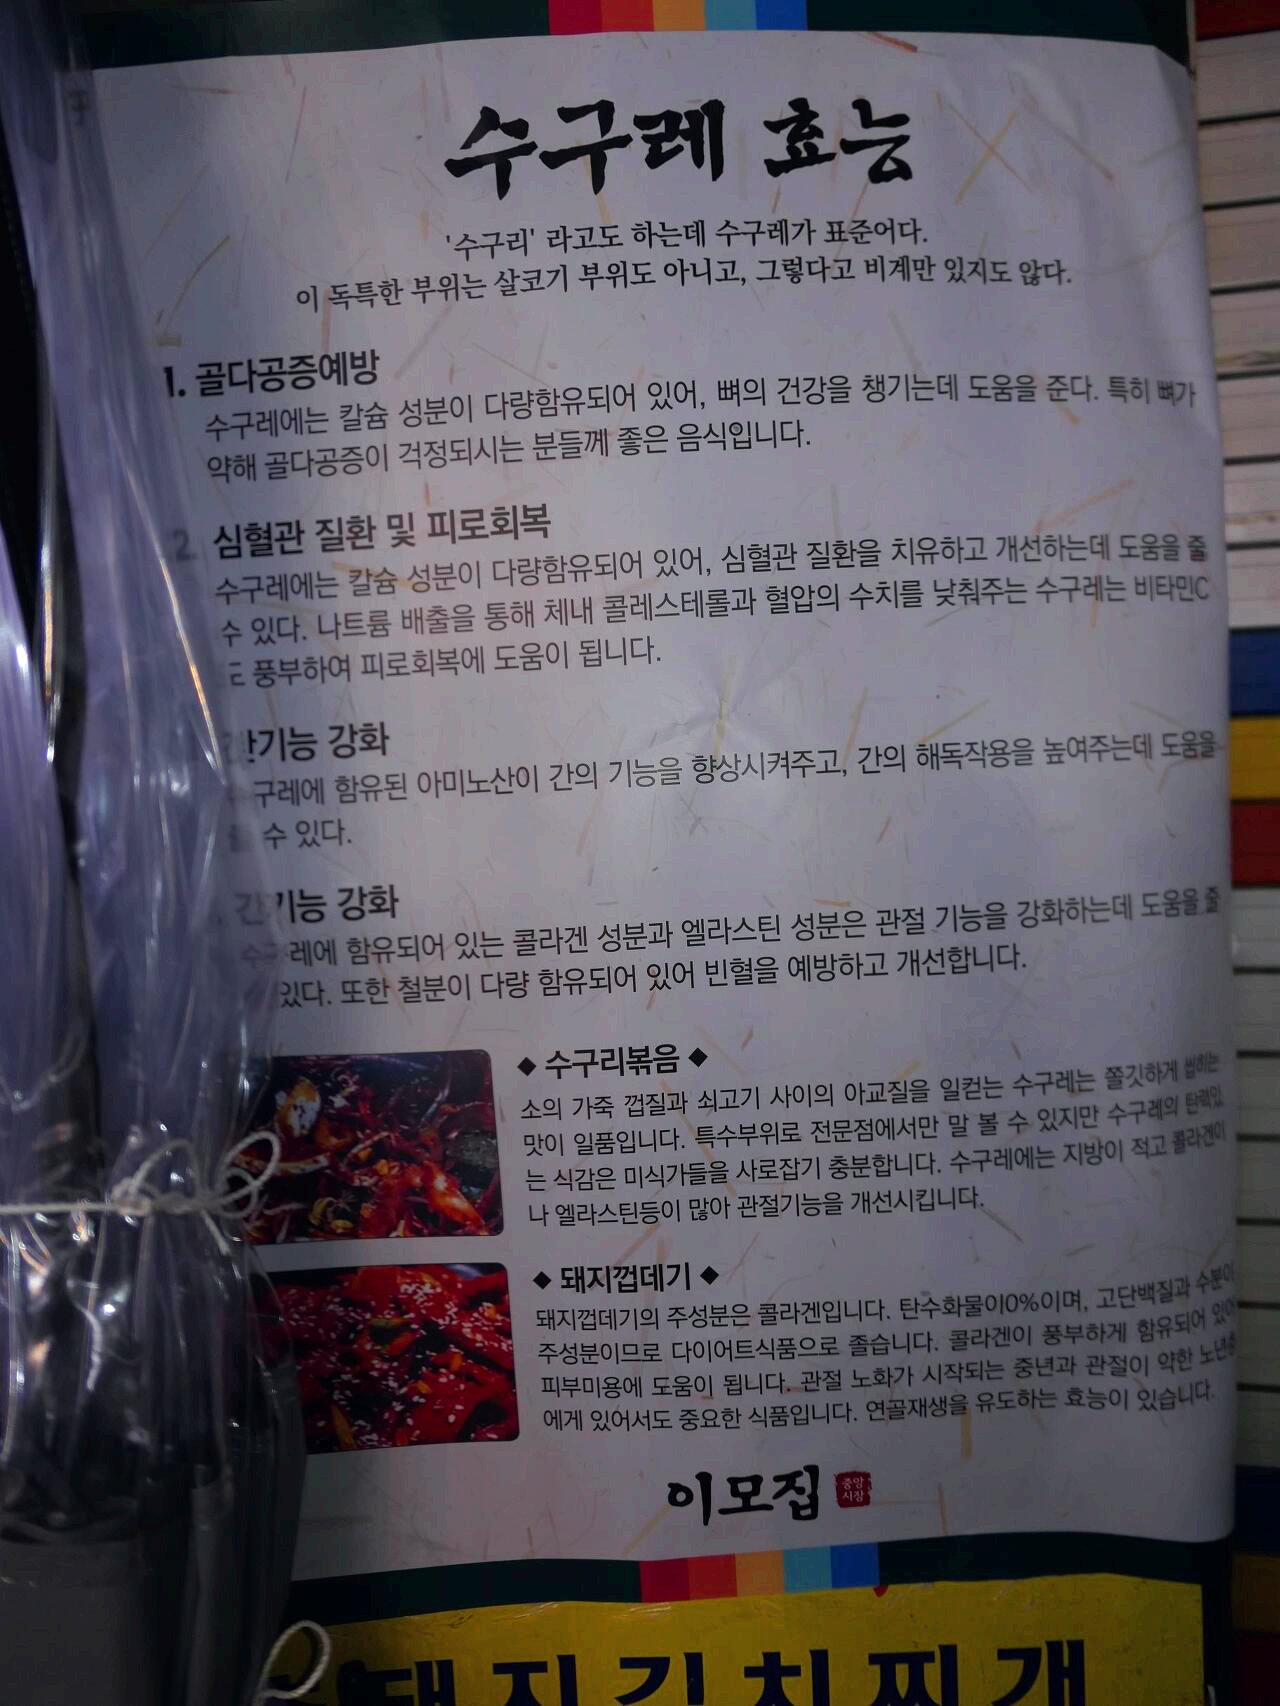 수구레 효능
'수구리' 라고도 하는데 수구레가 표준어다.
이 독특한 부위는 살코기 부위도 아니고, 그렇다고 비계만 있지도 않다.
1. 골다공증예방
수구레에는 칼슘 성분이 다량함유되어 있어, 뼈의 건강을 챙기는데 도움을 준다. 특히 뼈가
약해 골다공증이 걱정되시는 분들께 좋은 음식입니다.
2. 심혈관 질환 및 피로회복
수구레에는 칼슘 성분이 다량함유되어 있어, 심혈관 질환을 치유하고 개선하는데 도움을 줄
수 있다. 나트륨 배출을 통해 체내 콜레스테롤과 혈압의 수치를 낮춰주는 수구레는 비타민C
도 풍부하여 피로회복에 도움이 됩니다.
간기능 강화
구레에 함유된 아미노산이 간의 기능을 향상시켜주고, 간의 해독작용을 높여주는데 도움을
수 있다.
간기능 강화
수구레에 함유되어 있는 콜라겐 성분과 엘라스틴 성분은 관절 기능을 강화하는데 도움을 줄
있다. 또한 철분이 다량 함유되어 있어 빈혈을 예방하고 개선합니다.
◆ 수구리볶음 ◆
소의 가죽 껍질과 쇠고기 사이의 아교질을 일컫는 수구레는 쫄깃하게 씹히는
맛이 일품입니다. 특수부위로 전문점에서만 말 볼 수 있지만 수구레의 탄력있
는 식감은 미식가들을 사로잡기 충분합니다. 수구레에는 지방이 적고 콜라겐이
나 엘라스틴등이 많아 관절기능을 개선시킵니다.
◆ 돼지껍데기 ◆
돼지껍데기의 주성분은 콜라겐입니다. 탄수화물이0%이며, 고단백질과 수분이
주성분이므로 다이어트식품으로 졸습니다. 콜라겐이 풍부하게 함유되어 있어
피부미용에 도움이 됩니다. 관절 노화가 시작되는 중년과 관절이 약한 노년층
에게 있어서도 중요한 식품입니다. 연골재생을 유도하는 효능이 있습니다.
이모집 중앙시장
돼지김치찌개